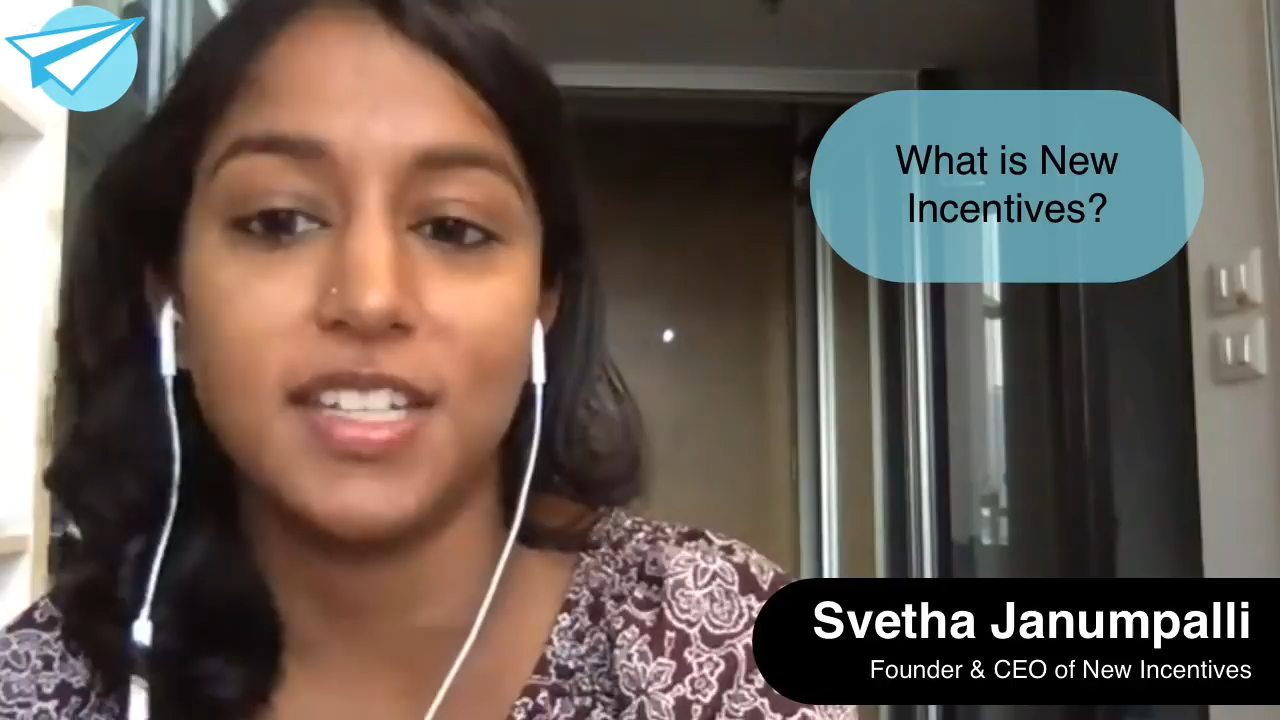 What is New
Incentives?
Svetha Janumpalli
Founder & CEO of New Incentives